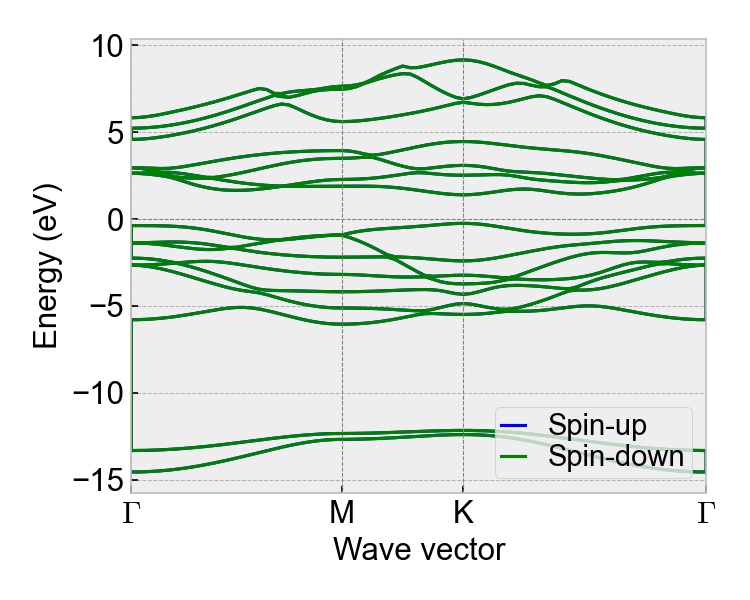 10
5
0
−5
−10
−15
Energy (eV)
Spin-up
Spin-down
Γ M K Γ
Wave vector